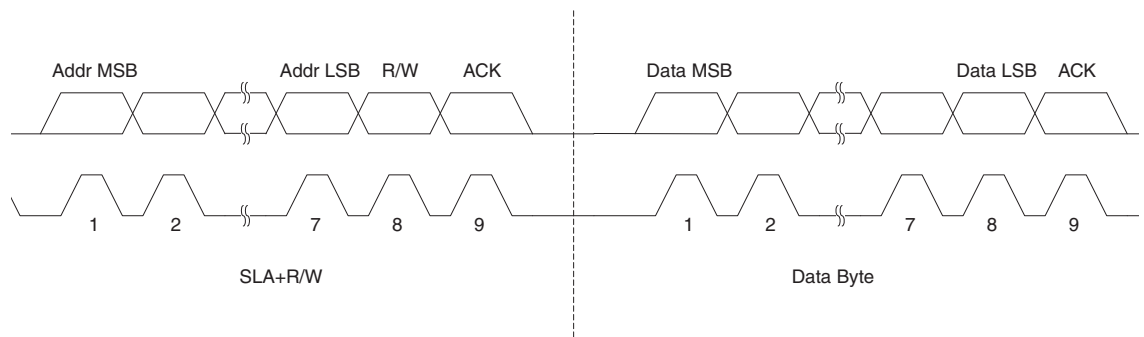 Addr MSB Addr LSB R/W ACK Data MSB Data LSB ACK
1 2 7 8 9 1 2 7 8 9
SLA+R/W Data Byte